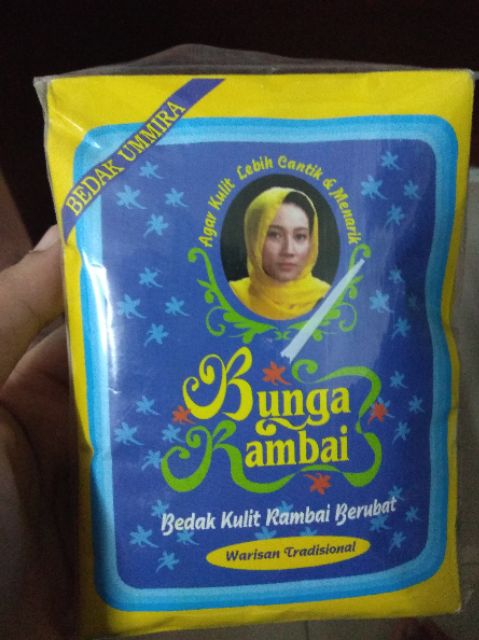 BEDAK UMMIRA
Agar Kulit Lebih Cantik & Menarik
Bunga
Rambai
Bedak Kulit Rambai Berubat
Warisan Tradisional